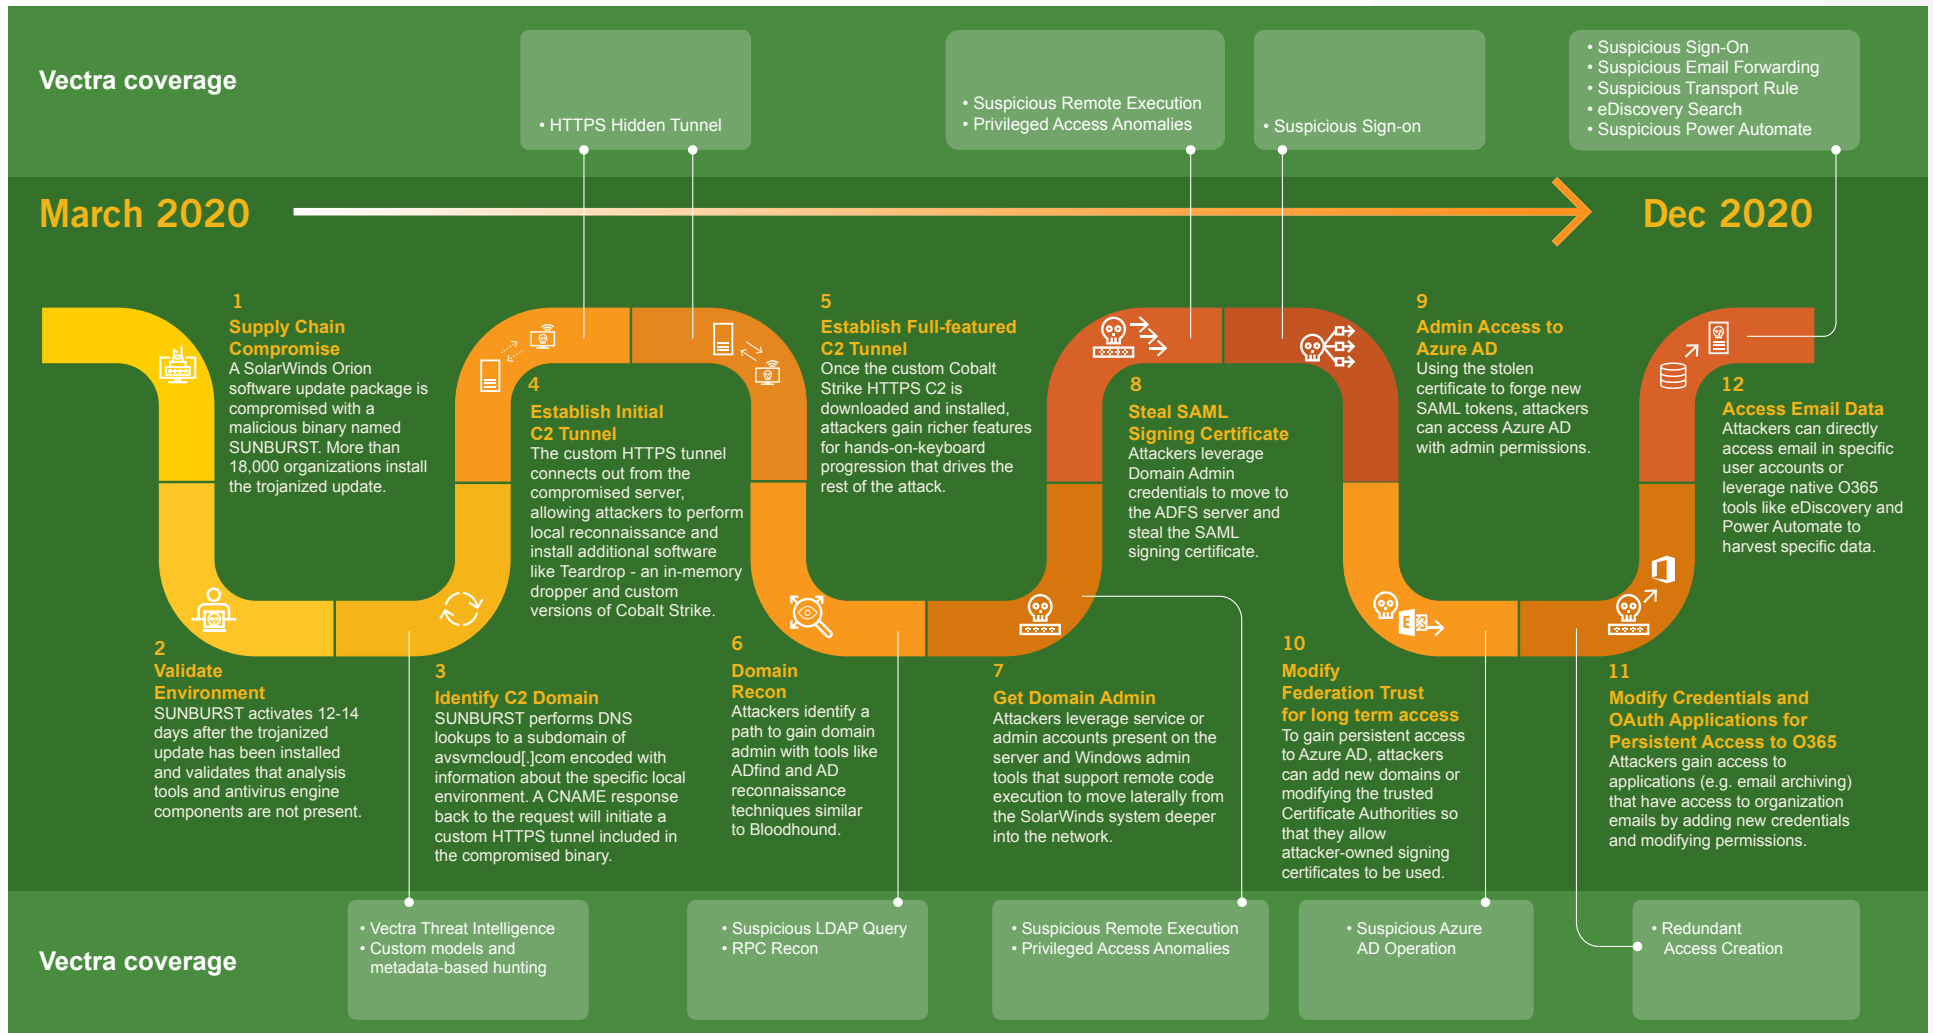 Vectra coverage
• HTTPS Hidden Tunnel
• Suspicious Remote Execution
• Privileged Access Anomalies
• Suspicious Sign-on
• Suspicious Sign-On
• Suspicious Email Forwarding
• Suspicious Transport Rule
• eDiscovery Search
• Suspicious Power Automate
March 2020
Dec 2020
1
Supply Chain
Compromise
A SolarWinds Orion
software update package is
compromised with a
malicious binary named
SUNBURST. More than
18,000 organizations install
the trojanized update.
2
Validate
Environment
SUNBURST activates 12-14
days after the trojanized
update has been installed
and validates that analysis
tools and antivirus engine
components are not present.
3
Identify C2 Domain
SUNBURST performs DNS
lookups to a subdomain of
avsvmcloud[.]com encoded with
information about the specific local
environment. A CNAME response
back to the request will initiate a
custom HTTPS tunnel included in
the compromised binary.
4
Establish Initial
C2 Tunnel
The custom HTTPS tunnel
connects out from the
compromised server,
allowing attackers to perform
local reconnaissance and
install additional software
like Teardrop - an in-memory
dropper and custom
versions of Cobalt Strike.
5
Establish Full-featured
C2 Tunnel
Once the custom Cobalt
Strike HTTPS C2 is
downloaded and installed,
attackers gain richer features
for hands-on-keyboard
progression that drives the
rest of the attack.
6
Domain
Recon
Attackers identify a
path to gain domain
admin with tools like
ADfind and AD
reconnaissance
techniques similar
to Bloodhound.
7
Get Domain Admin
Attackers leverage service or
admin accounts present on the
server and Windows admin
tools that support remote code
execution to move laterally from
the SolarWinds system deeper
into the network.
8
Steal SAML
Signing Certificate
Attackers leverage
Domain Admin
credentials to move to
the ADFS server and
steal the SAML
signing certificate.
9
Admin Access to
Azure AD
Using the stolen
certificate to forge new
SAML tokens, attackers
can access Azure AD
with admin permissions.
E
10
Modify
Federation Trust
for long term access
To gain persistent access
to Azure AD, attackers
can add new domains or
modifying the trusted
Certificate Authorities so
that they allow
attacker-owned signing
certificates to be used.
11
Modify Credentials and
OAuth Applications for
Persistent Access to O365
Attackers gain access to
applications (e.g. email archiving)
that have access to organization
emails by adding new credentials
and modifying permissions.
12
Access Email Data
Attackers can directly
access email in specific
user accounts or
leverage native O365
tools like eDiscovery and
Power Automate to
harvest specific data.
Vectra coverage
• Vectra Threat Intelligence
• Custom models and
metadata-based hunting
• Suspicious LDAP Query
• RPC Recon
• Suspicious Remote Execution
• Privileged Access Anomalies
• Suspicious Azure
AD Operation
• Redundant
Access Creation